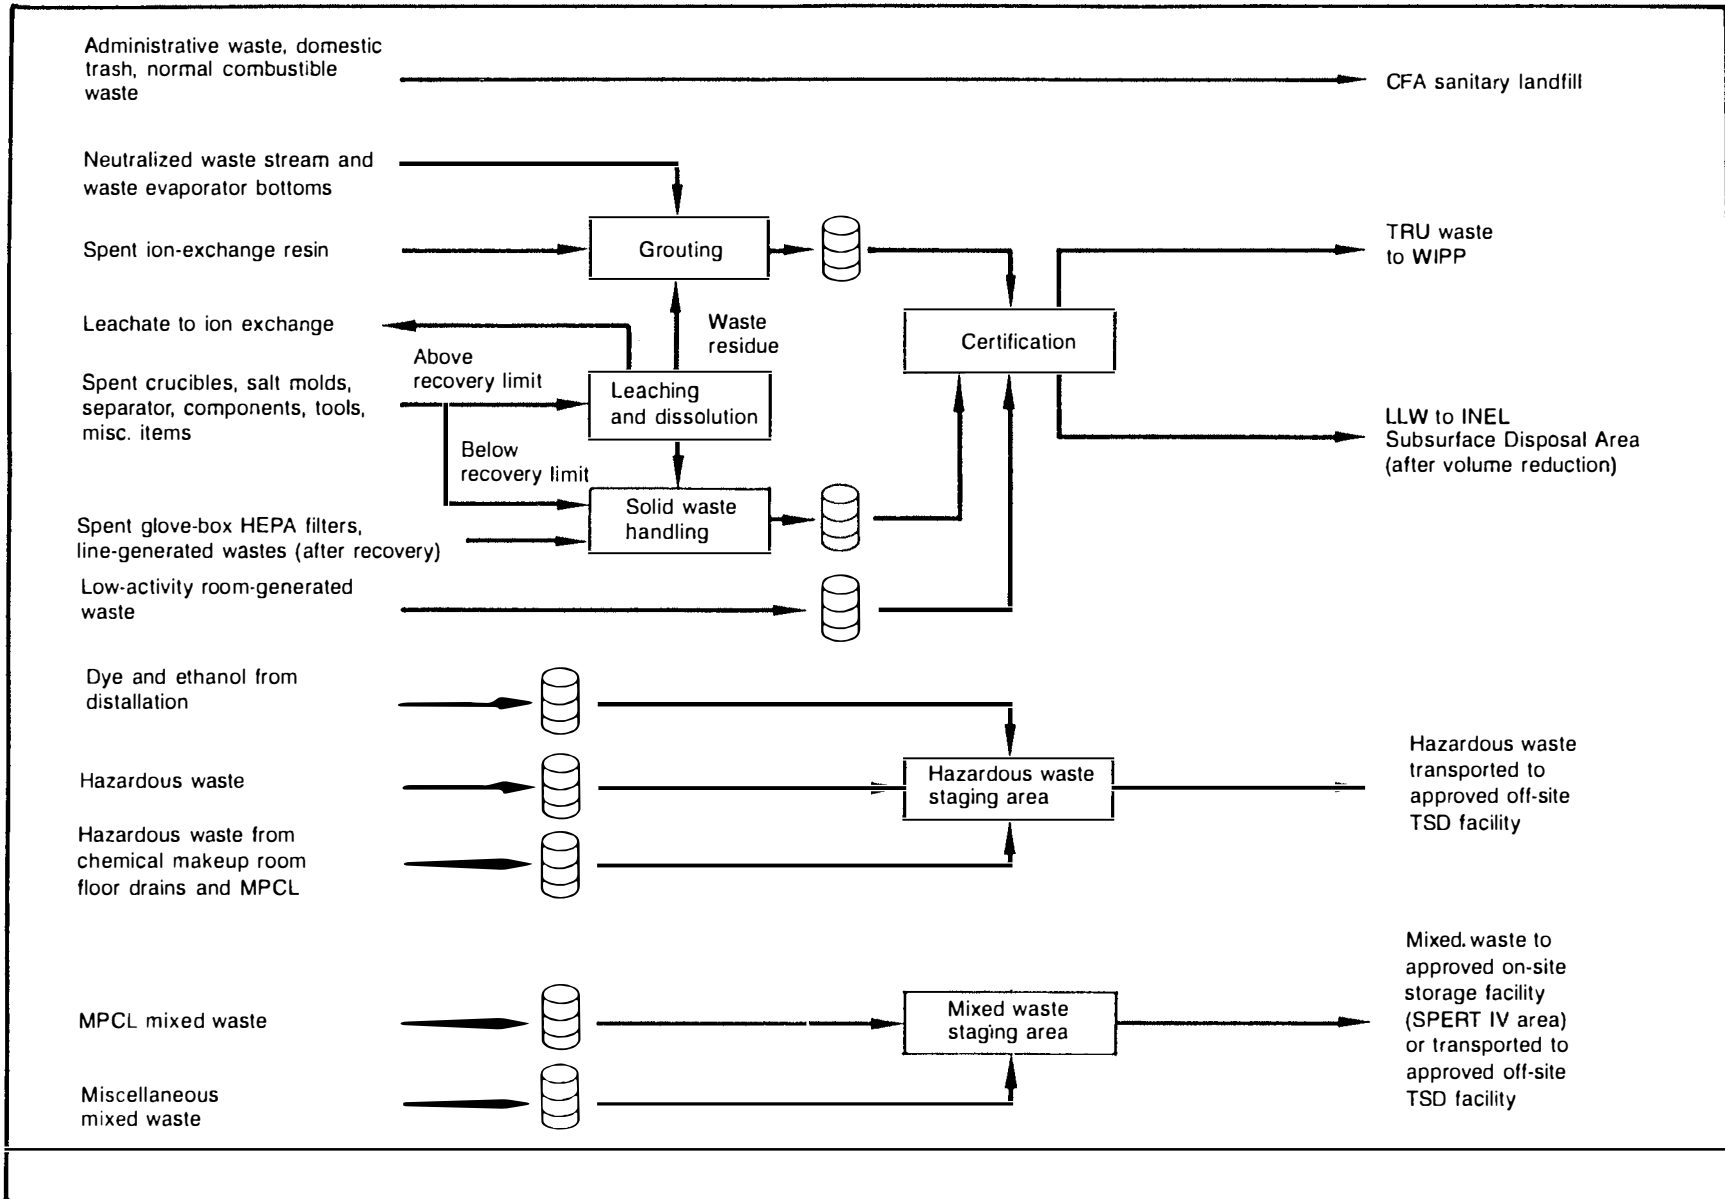 Administrative waste, domestic
trash, normal combustible
waste
CFA sanitary landfill
Neutralized waste stream and
waste evaporator bottoms
Spent ion-exchange resin
Grouting
TRU waste
to WIPP
Leachate to ion exchange
Waste
residue
Certification
Above
recovery limit
Spent crucibles, salt molds,
separator, components, tools,
misc. items
Leaching
and dissolution
LLW to INEL
Subsurface Disposal Area
(after volume reduction)
Below
recovery limit
Solid waste
handling
Spent glove-box HEPA filters,
line-generated wastes (after recovery)
Low-activity room-generated
waste
Dye and ethanol from
distallation
Hazardous waste
Hazardous waste
staging area
Hazardous waste
transported to
approved off-site
TSD facility
Hazardous waste from
chemical makeup room
floor drains and MPCL
MPCL mixed waste
Mixed waste
staging area
Mixed. waste to
approved on-site
storage facility
(SPERT IV area)
or transported to
approved off-site
TSD facility
Miscellaneous
mixed waste